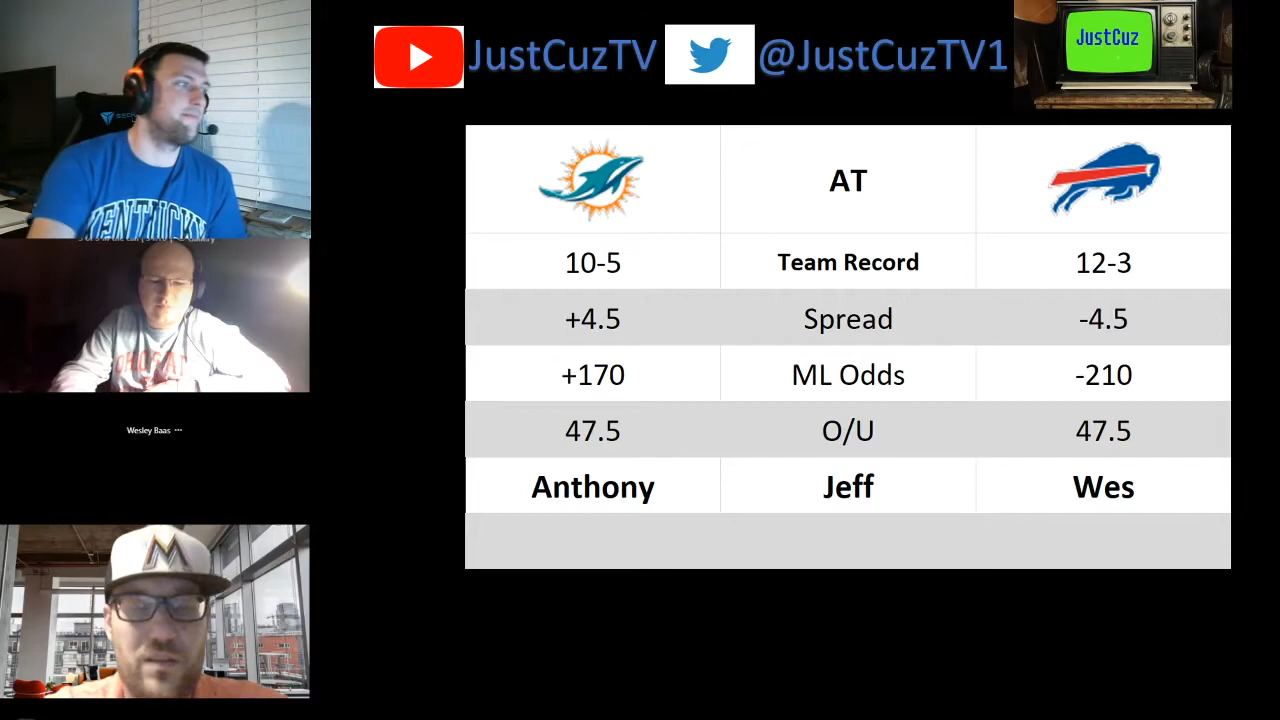 JustCuzTV
@JustCuzTV1
JustCuz
KENTUCKY
Wesley Baas
M
AT
10-5 Team Record 12-3
+4.5 Spread -4.5
+170 ML Odds -210
47.5 O/U 47.5
Anthony Jeff Wes